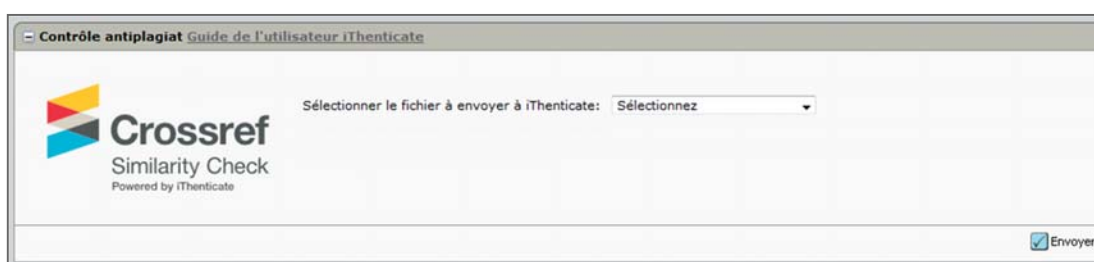 Contrôle antiplagiat Guide de l'utilisateur iThenticate
Sélectionner le fichier à envoyer à iThenticate: Sélectionnez
Crossref
Similarity Check
Powered by iThenticate
Envoyer